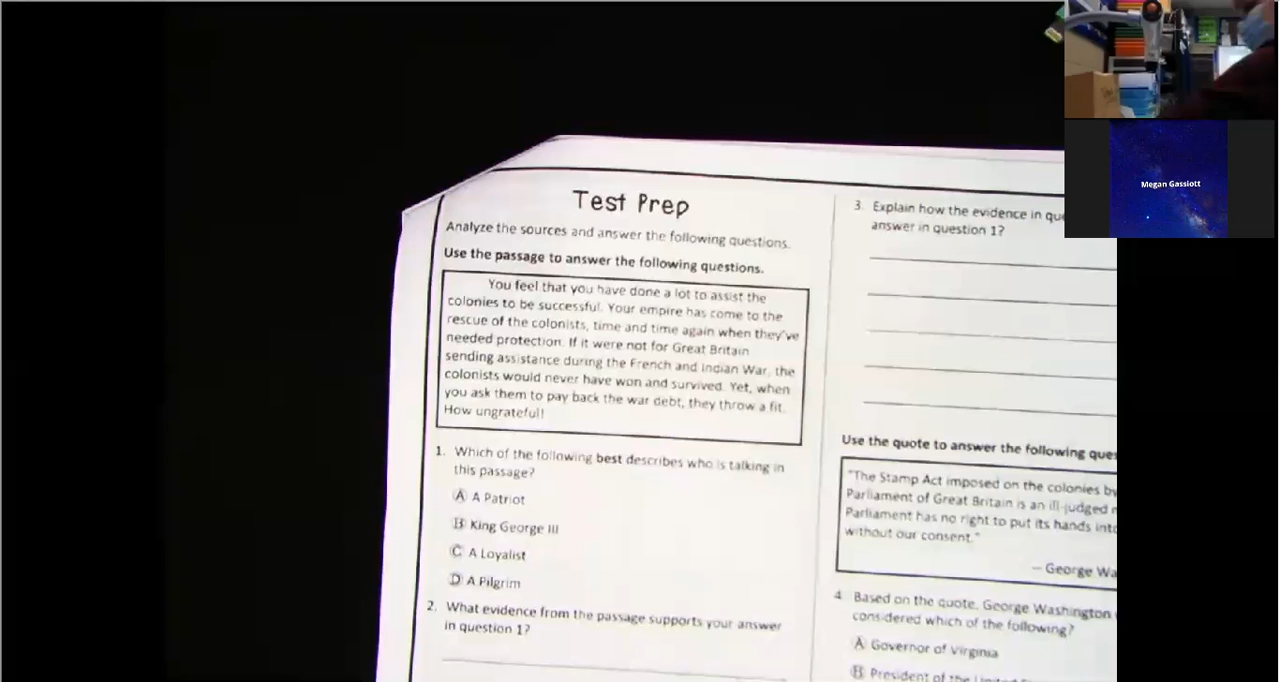 Test Prep
Analyze the sources and answer the following questions.
Use the passage to answer the following questions.
You feel that you have done a lot to assist the
colonies to be successful. Your empire has come to the
rescue of the colonists, time and time again when they've
needed protection. If it were not for Great Britain
sending assistance during the French and Indian War, the
colonists would never have won and survived. Yet, when
you ask them to pay back the war debt, they throw a fit.
How ungrateful!
1. Which of the following best describes who is talking in
this passage?
A A Patriot
B King George III
C A Loyalist
D A Pilgrim
2. What evidence from the passage supports your answer
in question 1?
3. Explain how the evidence in
answer in question 1?
Use the quote to answer the following
"The Stamp Act imposed on the colonies by
Parliament of Great Britain is an ill-judged
Parliament has no right to put its hands
without our consent."
— George
4. Based on the quote, George Washington
considered which of the following?
A Governor of Virginia
B President of the
Megan Gassiott